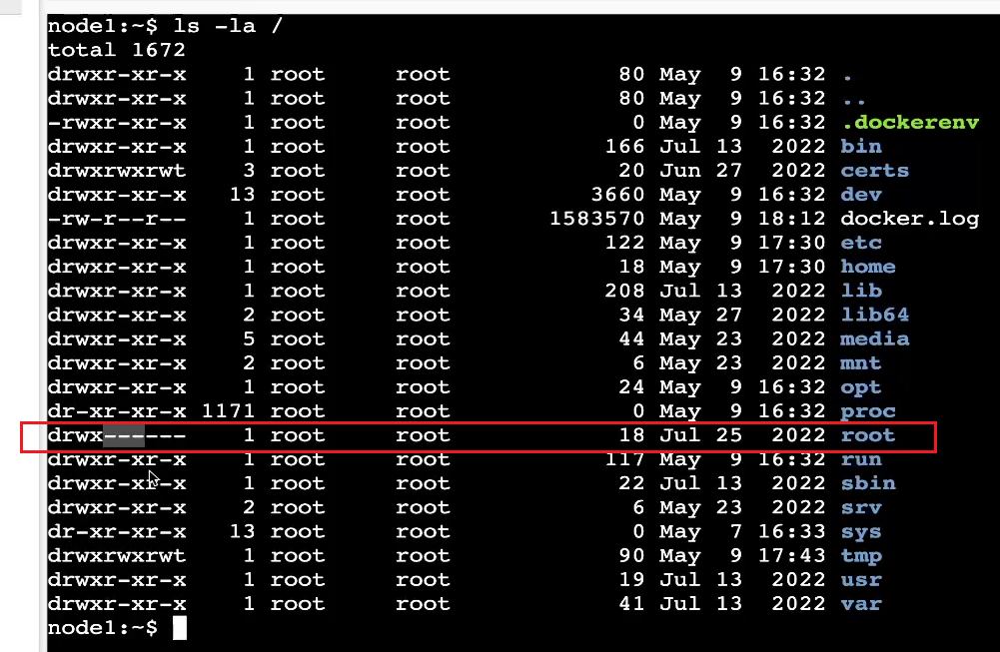 node1:~$ ls -la /
total 1672
drwxr-xr-x 1 root root 80 May 9 16:32 .
drwxr-xr-x 1 root root 80 May 9 16:32 ..
-rwxr-xr-x 1 root root 0 May 9 16:32 .dockerenv
drwxr-xr-x 1 root root 166 Jul 13 2022 bin
drwxrwxrwt 3 root root 20 Jun 27 2022 certs
drwxr-xr-x 13 root root 3660 May 9 16:32 dev
-rw-r--r-- 1 root root 1583570 May 9 18:12 docker.log
drwxr-xr-x 1 root root 122 May 9 17:30 etc
drwxr-xr-x 1 root root 18 May 9 17:30 home
drwxr-xr-x 1 root root 208 Jul 13 2022 lib
drwxr-xr-x 2 root root 34 May 27 2022 lib64
drwxr-xr-x 5 root root 44 May 23 2022 media
drwxr-xr-x 2 root root 6 May 23 2022 mnt
drwxr-xr-x 1 root root 24 May 9 16:32 opt
dr-xr-xr-x 1171 root root 0 May 9 16:32 proc
drwx------ 1 root root 18 Jul 25 2022 root
drwxr-xr-x 1 root root 117 May 9 16:32 run
drwxr-xr-x 1 root root 22 Jul 13 2022 sbin
drwxr-xr-x 2 root root 6 May 23 2022 srv
dr-xr-xr-x 13 root root 0 May 7 16:33 sys
drwxrwxrwt 1 root root 90 May 9 17:43 tmp
drwxr-xr-x 1 root root 19 Jul 13 2022 usr
drwxr-xr-x 1 root root 41 Jul 13 2022 var
node1:~$